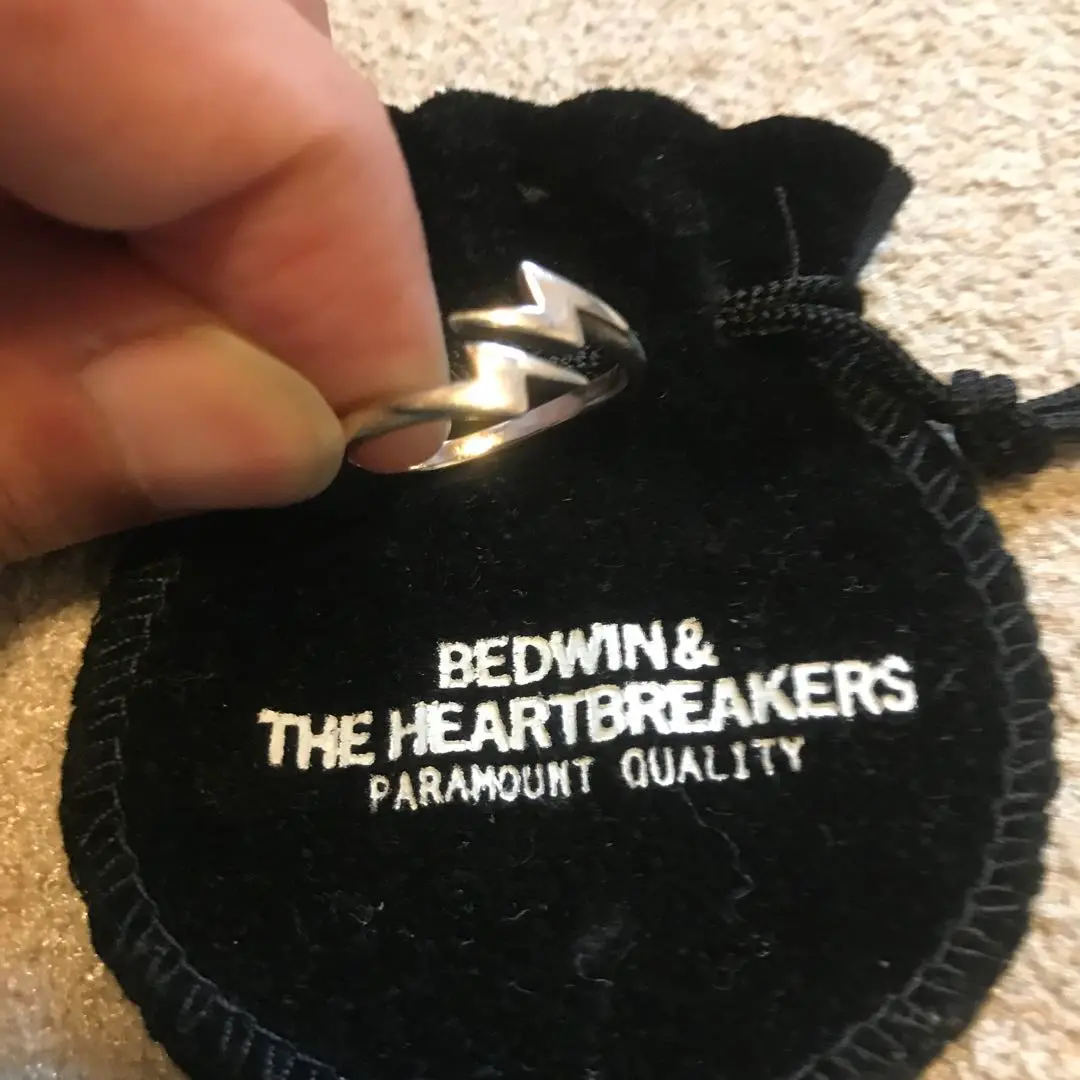 BEDWIN &
THE HEARTBREAKERS
PARAMOUNT QUALITY